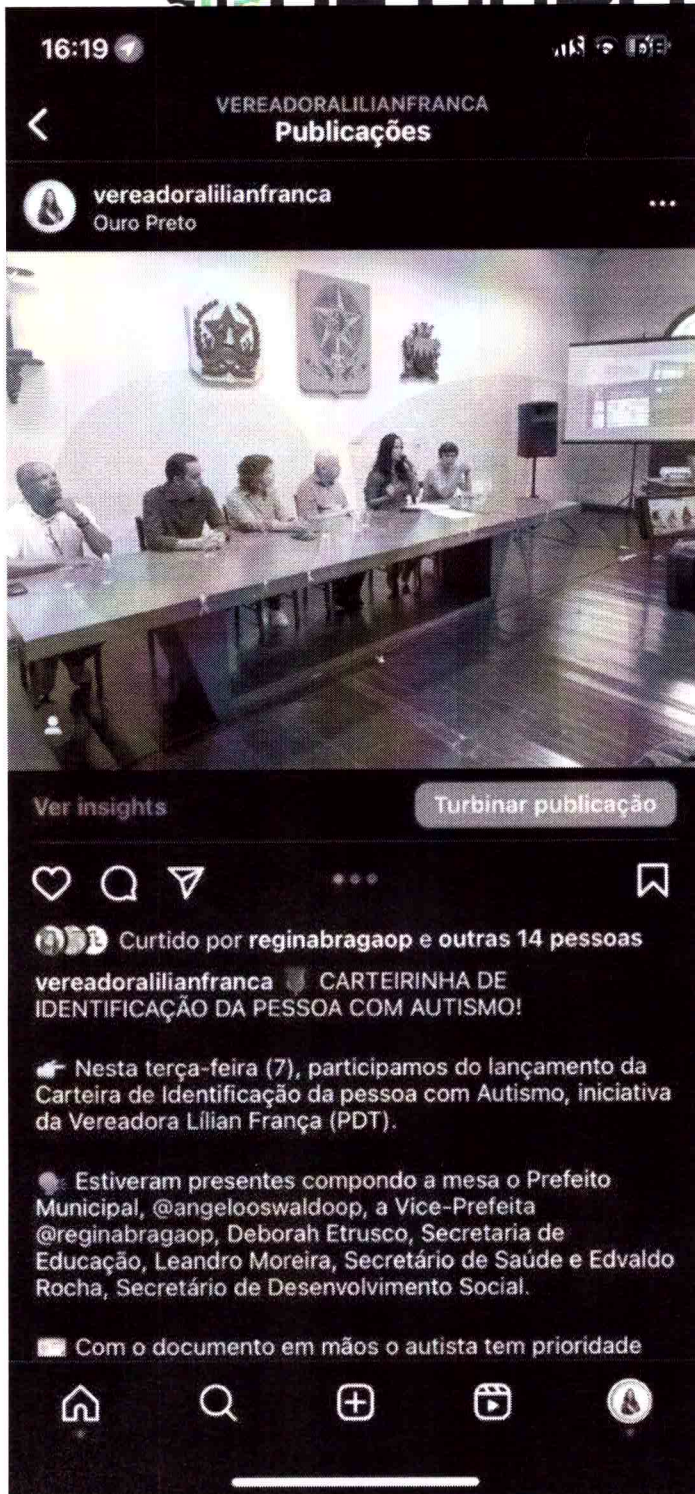 16:19
VEREADORALILIANFRANCA
Publicações
vereadoralilianfranca
Ouro Preto
Ver insights
Turbinar publicação
Curtido por reginabragaop e outras 14 pessoas
vereadoralilianfranca CARTEIRINHA DE
IDENTIFICAÇÃO DA PESSOA COM AUTISMO!
Nesta terça-feira (7), participamos do lançamento da
Carteira de Identificação da pessoa com Autismo, iniciativa
da Vereadora Lílian França (PDT).
Estiveram presentes compondo a mesa o Prefeito
Municipal, @angelooswaldoop, a Vice-Prefeita
@reginabragaop, Deborah Etrusco, Secretaria de
Educação, Leandro Moreira, Secretário de Saúde e Edvaldo
Rocha, Secretário de Desenvolvimento Social.
Com o documento em mãos o autista tem prioridade